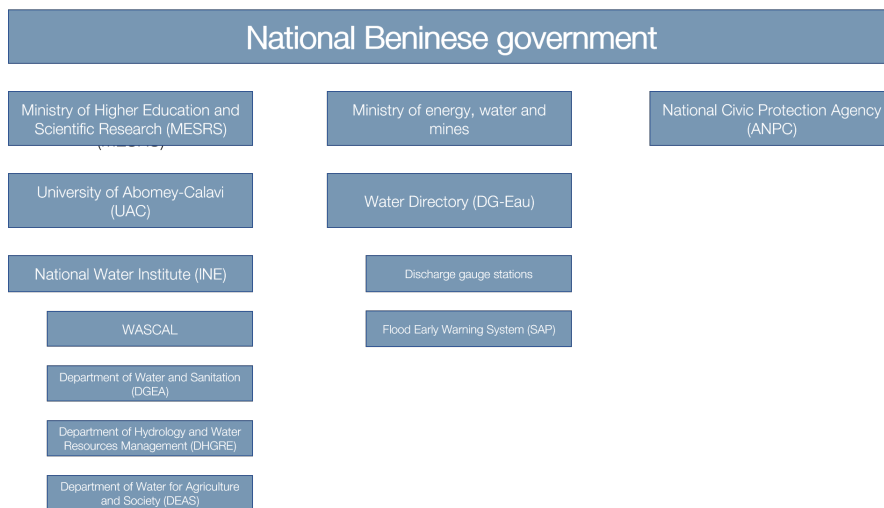 National Beninese government
Ministry of Higher Education and
Scientific Research (MESRS)
University of Abomey-Calavi
(UAC)
National Water Institute (INE)
WASCAL
Department of Water and Sanitation
(DGEA)
Department of Hydrology and Water
Resources Management (DHGRE)
Department of Water for Agriculture
and Society (DEAS)
Ministry of energy, water and
mines
Water Directory (DG-Eau)
Discharge gauge stations
Flood Early Warning System (SAP)
National Civic Protection Agency
(ANPC)